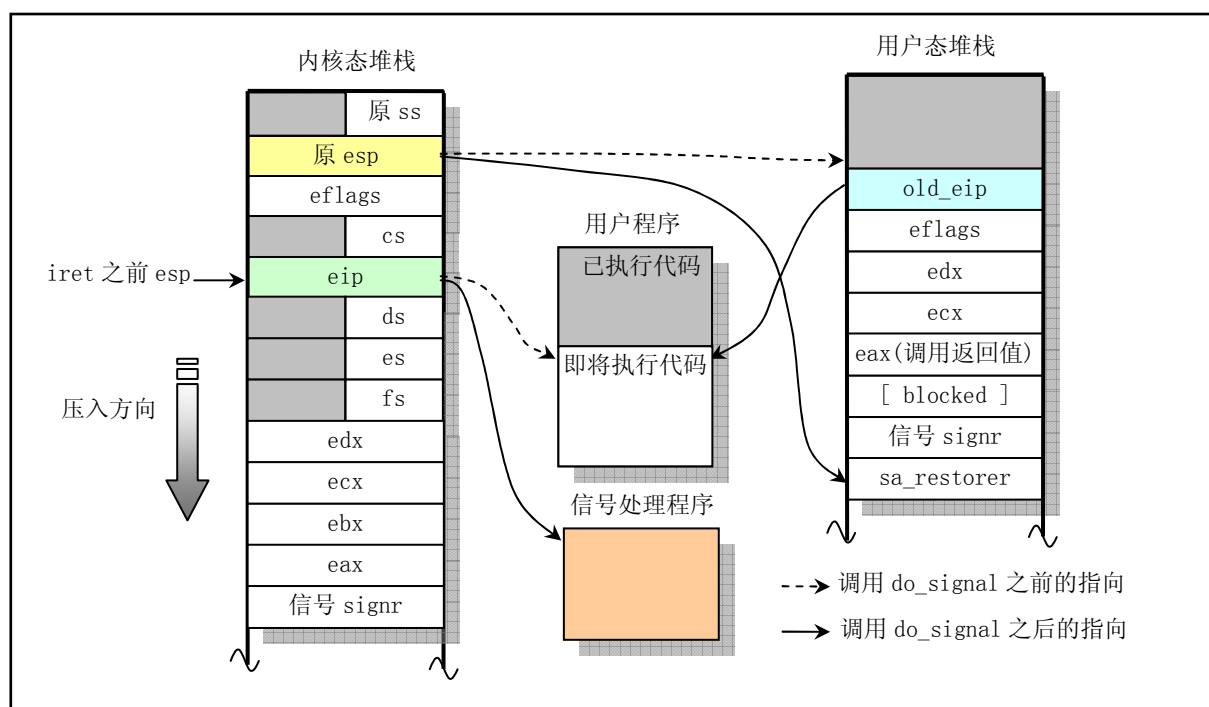 内核态堆栈
原 ss
原 esp
eflags
cs
iret 之前 esp
eip
ds
es
fs
压入方向
edx
ecx
ebx
eax
信号 signr
用户程序
已执行代码
即将执行代码
信号处理程序
用户态堆栈
old_eip
eflags
edx
ecx
eax(调用返回值)
[ blocked ]
信号 signr
sa_restorer
调用 do_signal 之前的指向
调用 do_signal 之后的指向